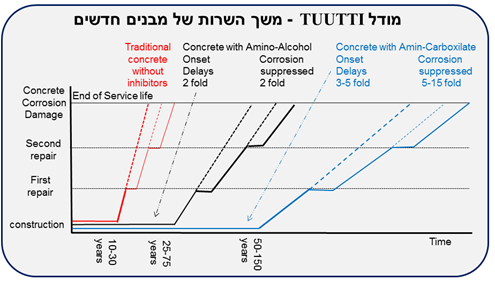 מודל TUUTTI - משך השרות של מבנים חדשים
Traditional
concrete
without
inhibitors
Concrete with Amino-Alcohol
Onset
Delays
2 fold
Corrosion
suppressed
2 fold
Concrete with Amin-Carboxilate
Onset
Delays
3-5 fold
Corrosion
suppressed
5-15 fold
Concrete
Corrosion
Damage
End of Service life
Second
repair
First
repair
construction
10-30
years
25-75
years
50-150
years
Time